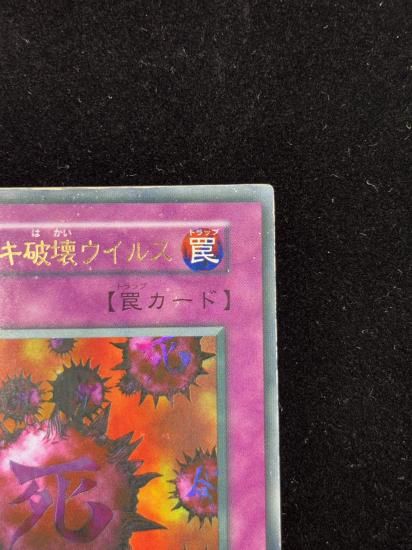 は かい トラップ
キ破壊ウイルス 罠
トラップ
【罠カード】
死
死